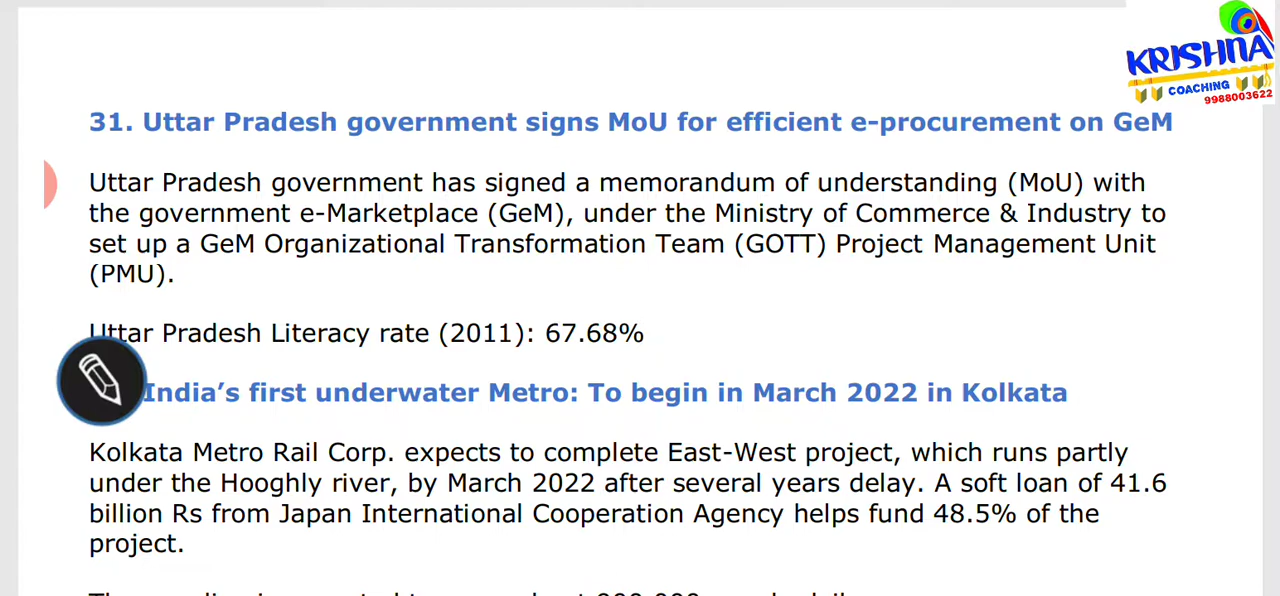 KRISHNA
COACHING
9988003622
31. Uttar Pradesh government signs MoU for efficient e-procurement on GeM
Uttar Pradesh government has signed a memorandum of understanding (MoU) with
the government e-Marketplace (GeM), under the Ministry of Commerce & Industry to
set up a GeM Organizational Transformation Team (GOTT) Project Management Unit
(PMU).
Uttar Pradesh Literacy rate (2011): 67.68%
India’s first underwater Metro: To begin in March 2022 in Kolkata
Kolkata Metro Rail Corp. expects to complete East-West project, which runs partly
under the Hooghly river, by March 2022 after several years delay. A soft loan of 41.6
billion Rs from Japan International Cooperation Agency helps fund 48.5% of the
project.